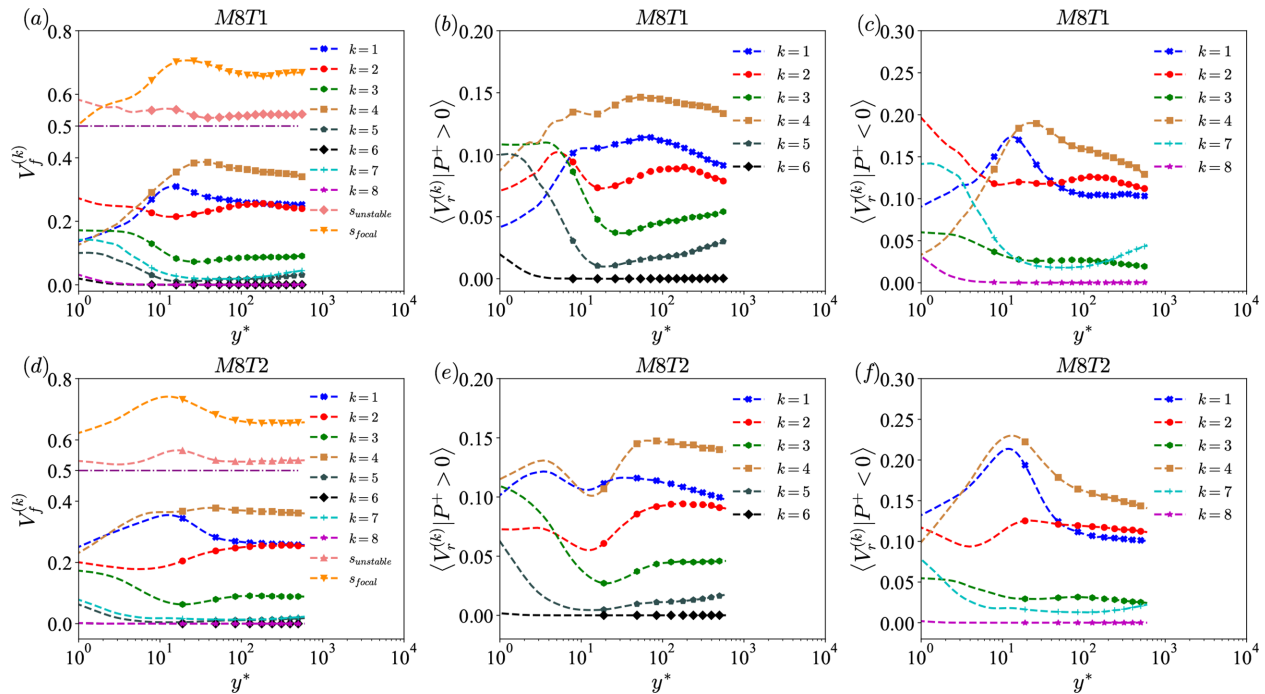 (a) M8T1
0.8
0.6
0.5
0.4
0.2
0.0
V_f^{(k)}
k = 1
k = 2
k = 3
k = 4
k = 5
k = 6
k = 7
k = 8
s_{unstable}
s_{focal}
10^0 10^1 10^2 10^3 10^4
y^*
(b) M8T1
0.20
0.15
0.10
0.05
0.00
⟨V_r^{(k)}|P^+ > 0⟩
k = 1
k = 2
k = 3
k = 4
k = 5
k = 6
10^0 10^1 10^2 10^3 10^4
y^*
(c) M8T1
0.30
0.25
0.20
0.15
0.10
0.05
0.00
⟨V_r^{(k)}|P^+ < 0⟩
k = 1
k = 2
k = 3
k = 4
k = 7
k = 8
10^0 10^1 10^2 10^3 10^4
y^*
(d) M8T2
0.8
0.6
0.5
0.4
0.2
0.0
V_f^{(k)}
k = 1
k = 2
k = 3
k = 4
k = 5
k = 6
k = 7
k = 8
s_{unstable}
s_{focal}
10^0 10^1 10^2 10^3 10^4
y^*
(e) M8T2
0.20
0.15
0.10
0.05
0.00
⟨V_r^{(k)}|P^+ > 0⟩
k = 1
k = 2
k = 3
k = 4
k = 5
k = 6
10^0 10^1 10^2 10^3 10^4
y^*
(f) M8T2
0.30
0.25
0.20
0.15
0.10
0.05
0.00
⟨V_r^{(k)}|P^+ < 0⟩
k = 1
k = 2
k = 3
k = 4
k = 7
k = 8
10^0 10^1 10^2 10^3 10^4
y^*